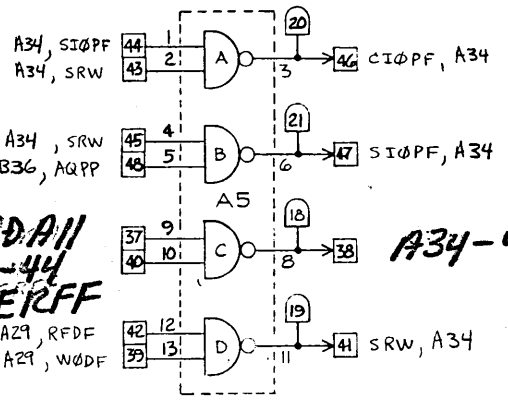 20
A34, SIØPF 44 1
A34, SRW 43 2 A 3 46 CIØPF, A34
21
A34, SRW 45 4
B36, AQPP 48 5 B 6 47 SIØPF, A34
A5
18
37 9
40 10 C 8 38 A34-
-44
19
A29, RFDF 42 12
A29, WØDF 39 13 D 11 41 SRW, A34